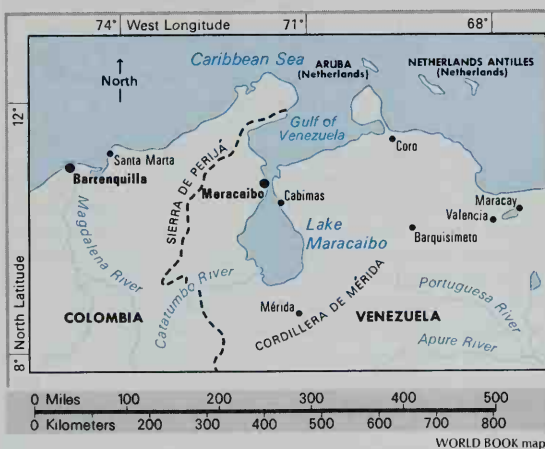 74° West Longitude 71° 68°
Caribbean Sea
ARUBA
(Netherlands)
NETHERLANDS ANTILLES
(Netherlands)
North
12°
Gulf of
Venezuela
Santa Marta
Coro
Barrenquilla
SIERRA DE PERIJÁ
Maracaibo
Cabimas
Maracay
Valencia
Magdalena River
Lake
Maracaibo
Barquisimeto
Catatumbo River
Portuguesa River
North Latitude
Mérida
CORDILLERA DE MÉRIDA
COLOMBIA
VENEZUELA
Apure River
8°
0 Miles 100 200 300 400 500
0 Kilometers 200 300 400 500 600 700 800
WORLD BOOK map